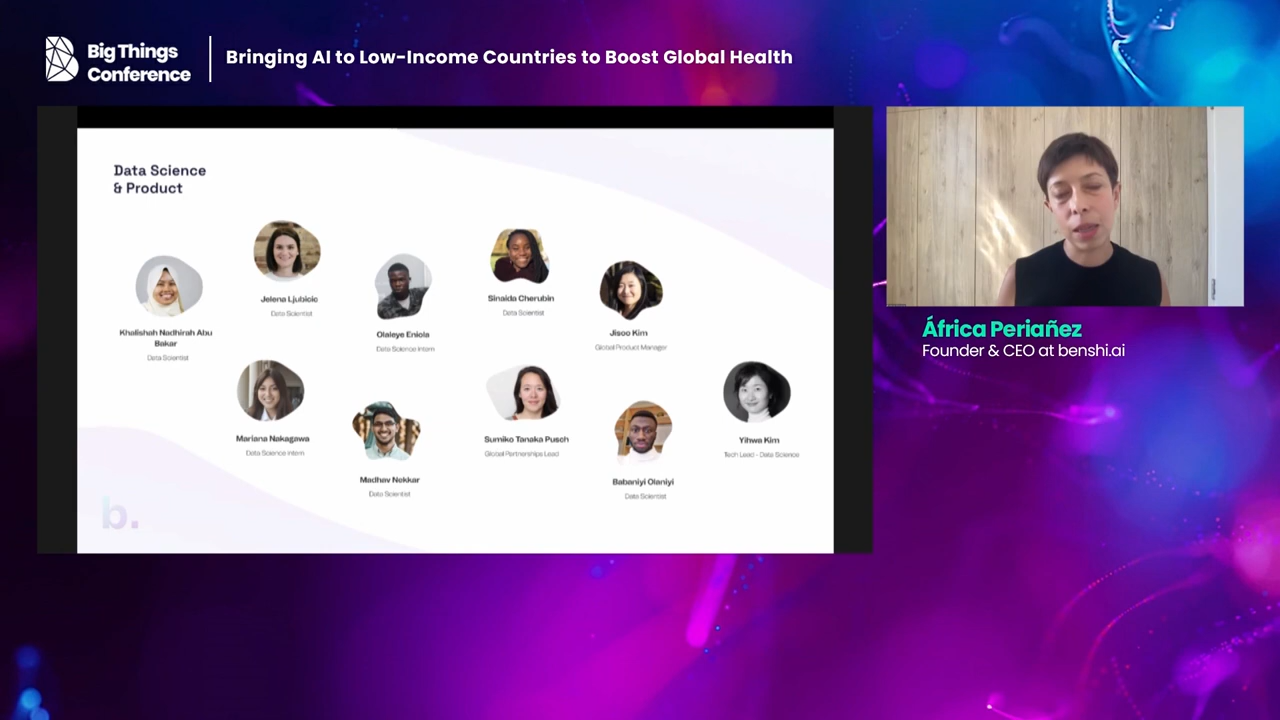 Big Things
Conference
Bringing AI to Low-Income Countries to Boost Global Health
Data Science
& Product
Khalishah Nadhirah Abu
Bakar
Data Scientist
Jelena Ljubicic
Data Scientist
Olaleye Eniola
Data Science Intern
Sinaida Cherubin
Data Scientist
Jisoo Kim
Global Product Manager
Mariana Nakagawa
Data Science Intern
Madhav Nekkar
Data Scientist
Sumiko Tanaka Pusch
Global Partnerships Lead
Babaniyi Olaniyi
Data Scientist
Yihwa Kim
Tech Lead - Data Science
b.
África Periañez
Founder & CEO at benshi.ai